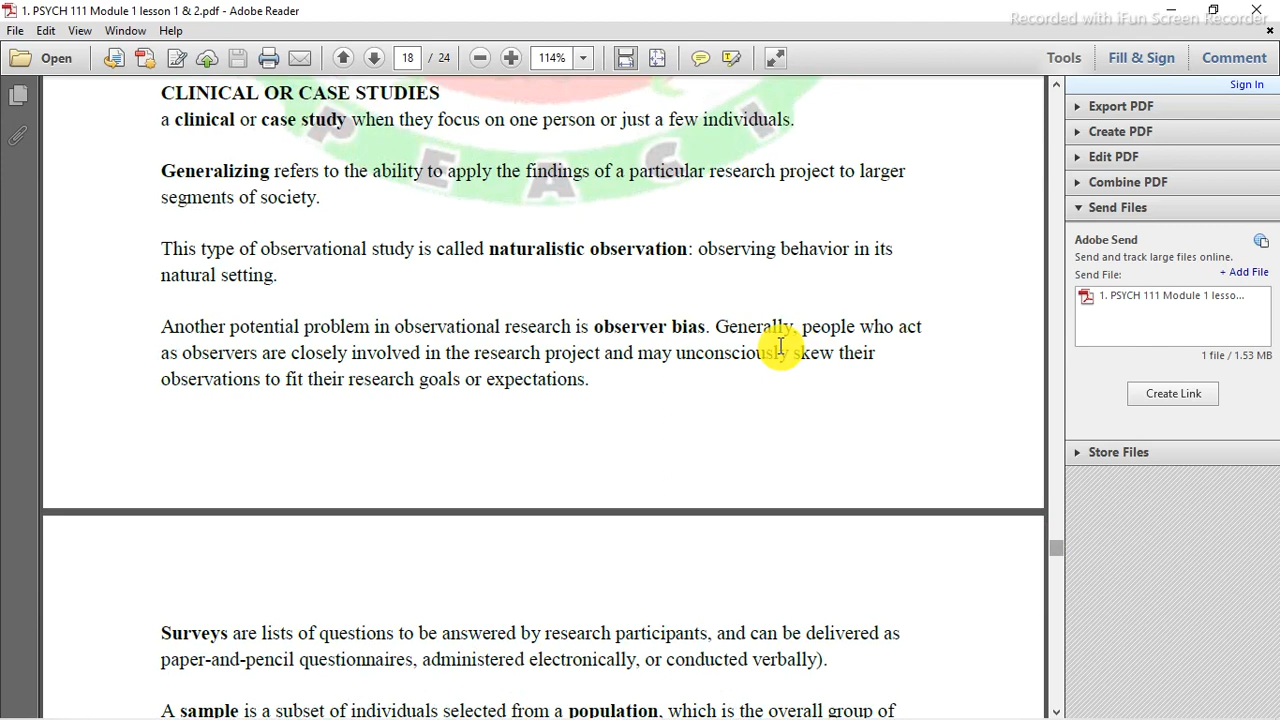 1. PSYCH 111 Module 1 lesson 1 & 2.pdf - Adobe Reader
Recorded with iFun Screen Recorder
File Edit View Window Help
Open 18 / 24 114% Tools Fill & Sign Comment
Sign In
CLINICAL OR CASE STUDIES
a clinical or case study when they focus on one person or just a few individuals.
Generalizing refers to the ability to apply the findings of a particular research project to larger
segments of society.
This type of observational study is called naturalistic observation: observing behavior in its
natural setting.
Another potential problem in observational research is observer bias. Generally, people who act
as observers are closely involved in the research project and may unconsciously skew their
observations to fit their research goals or expectations.
Surveys are lists of questions to be answered by research participants, and can be delivered as
paper-and-pencil questionnaires, administered electronically, or conducted verbally).
A sample is a subset of individuals selected from a population, which is the overall group of
P E A C I
Export PDF
Create PDF
Edit PDF
Combine PDF
Send Files
Adobe Send
Send and track large files online.
Send File: + Add File
1. PSYCH 111 Module 1 lesso...
1 file / 1.53 MB
Create Link
Store Files